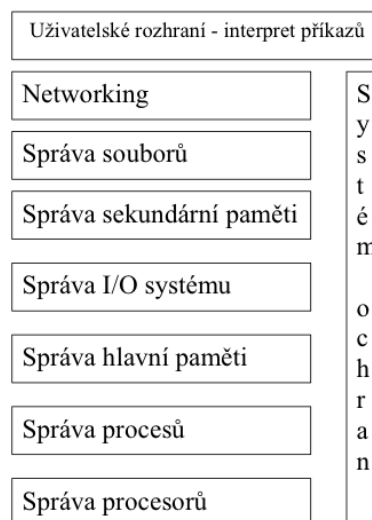 Uživatelské rozhraní - interpret příkazů
Networking
Správa souborů
Správa sekundární paměti
Správa I/O systému
Správa hlavní paměti
Správa procesů
Správa procesorů
S
y
s
t
é
m
o
c
h
r
a
n